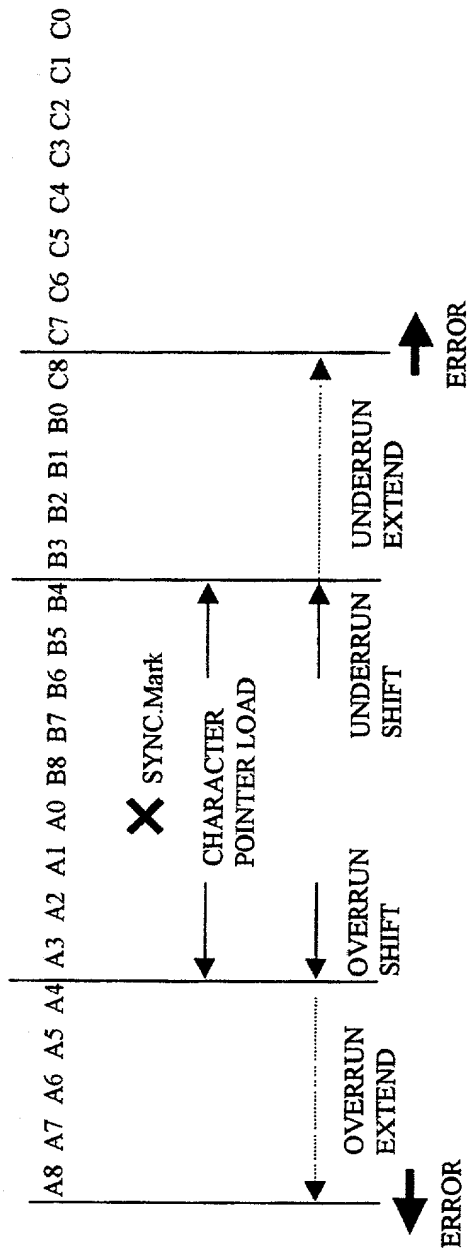 A8 A7 A6 A5 A4 A3 A2 A1 A0 B8 B7 B6 B5 B4 B3 B2 B1 B0 C8 C7 C6 C5 C4 C3 C2 C1 C0
SYNC.Mark
CHARACTER
POINTER LOAD
OVERRUN
EXTEND
OVERRUN
SHIFT
UNDERRUN
SHIFT
UNDERRUN
EXTEND
ERROR
ERROR